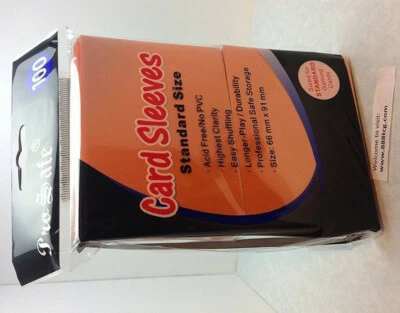 100
Pro Safe®
Card Sleeves
Standard Size
· Acid Free/No PVC
· Highest Clarity
· Easy Shuffling
· Longer-Play / Durability
· Professional Safe Storage
· Size: 66 mm x 91 mm
STANDARD
Cards
Welcome to visit:
www.888tcg.com